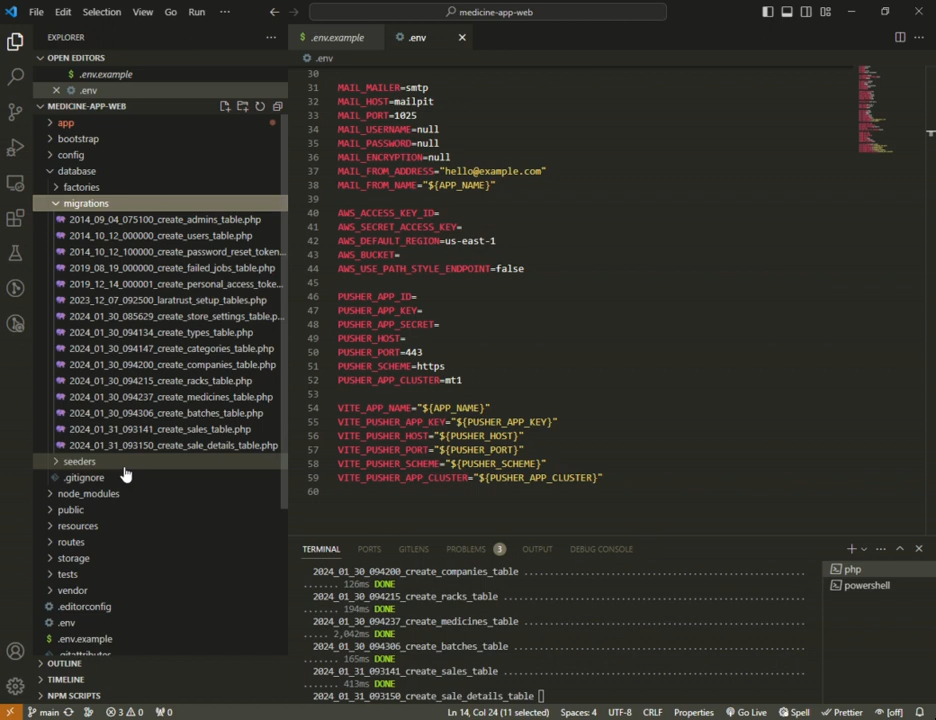 File Edit Selection View Go Run ... medicine-app-web
EXPLORER ...
OPEN EDITORS
$ .env.example
.env
MEDICINE-APP-WEB
app
bootstrap
config
database
factories
migrations
2014_09_04_075100_create_admins_table.php
2014_10_12_000000_create_users_table.php
2014_10_12_100000_create_password_reset_token...
2019_08_19_000000_create_failed_jobs_table.php
2019_12_14_000001_create_personal_access_toke...
2023_12_07_092500_laratrust_setup_tables.php
2024_01_30_085629_create_store_settings_table.p...
2024_01_30_094134_create_types_table.php
2024_01_30_094147_create_categories_table.php
2024_01_30_094200_create_companies_table.php
2024_01_30_094215_create_racks_table.php
2024_01_30_094237_create_medicines_table.php
2024_01_30_094306_create_batches_table.php
2024_01_31_093141_create_sales_table.php
2024_01_31_093150_create_sale_details_table.php
seeders
.gitignore
node_modules
public
resources
routes
storage
tests
vendor
.editorconfig
.env
$ .env.example
.gitattributes
OUTLINE
TIMELINE
NPM SCRIPTS
$ .env.example .env
.env
30
31 MAIL_MAILER=smtp
32 MAIL_HOST=mailpit
33 MAIL_PORT=1025
34 MAIL_USERNAME=null
35 MAIL_PASSWORD=null
36 MAIL_ENCRYPTION=null
37 MAIL_FROM_ADDRESS="hello@example.com"
38 MAIL_FROM_NAME="${APP_NAME}"
39
40 AWS_ACCESS_KEY_ID=
41 AWS_SECRET_ACCESS_KEY=
42 AWS_DEFAULT_REGION=us-east-1
43 AWS_BUCKET=
44 AWS_USE_PATH_STYLE_ENDPOINT=false
45
46 PUSHER_APP_ID=
47 PUSHER_APP_KEY=
48 PUSHER_APP_SECRET=
49 PUSHER_HOST=
50 PUSHER_PORT=443
51 PUSHER_SCHEME=https
52 PUSHER_APP_CLUSTER=mt1
53
54 VITE_APP_NAME="${APP_NAME}"
55 VITE_PUSHER_APP_KEY="${PUSHER_APP_KEY}"
56 VITE_PUSHER_HOST="${PUSHER_HOST}"
57 VITE_PUSHER_PORT="${PUSHER_PORT}"
58 VITE_PUSHER_SCHEME="${PUSHER_SCHEME}"
59 VITE_PUSHER_APP_CLUSTER="${PUSHER_APP_CLUSTER}"
60
TERMINAL PORTS GITLENS PROBLEMS 3 OUTPUT DEBUG CONSOLE
2024_01_30_094200_create_companies_table ........................................................
....... 126ms DONE
2024_01_30_094215_create_racks_table ............................................................
....... 194ms DONE
2024_01_30_094237_create_medicines_table ........................................................
..... 2,042ms DONE
2024_01_30_094306_create_batches_table ..........................................................
....... 165ms DONE
2024_01_31_093141_create_sales_table ............................................................
....... 413ms DONE
2024_01_31_093150_create_sale_details_table
php
powershell
main 3 0 0 Ln 14, Col 24 (11 selected) Spaces: 4 UTF-8 CRLF Properties Go Live Spell Prettier [off]